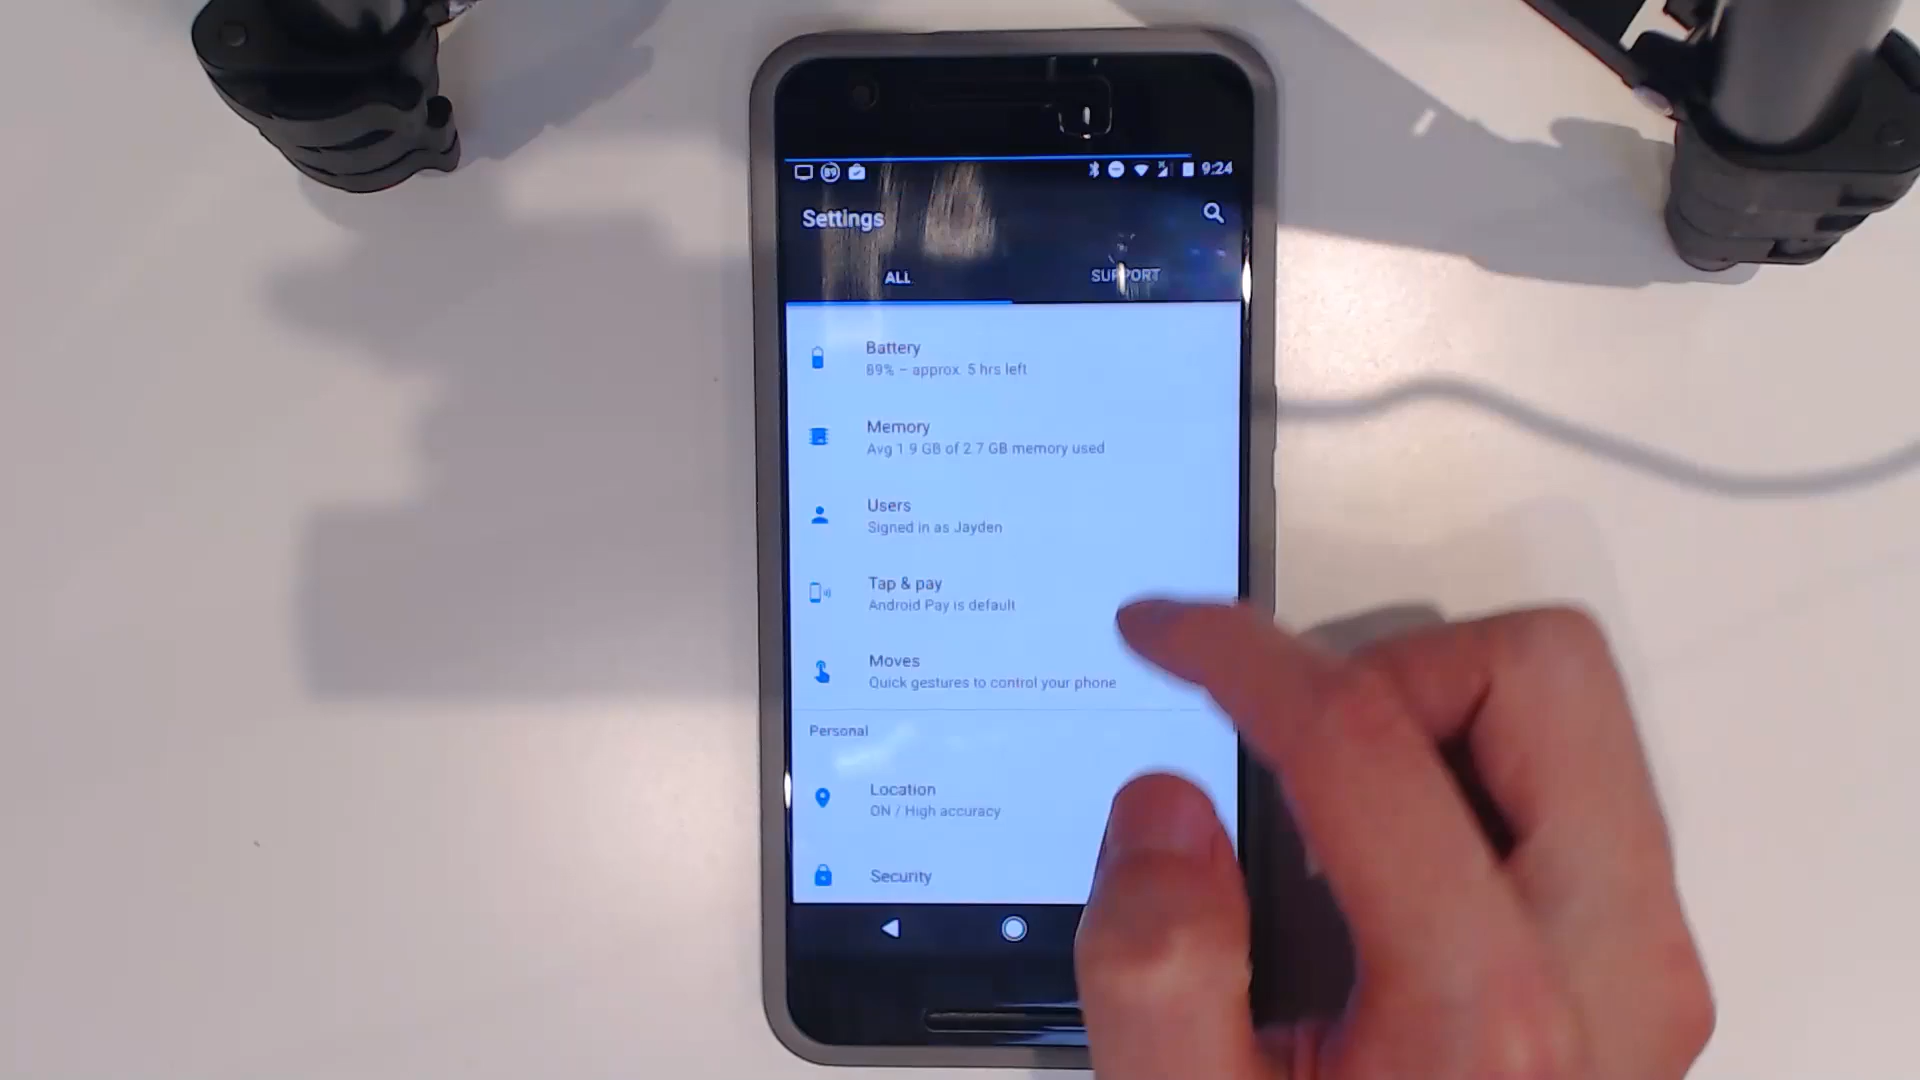 89
9:24
Settings
ALL
SUPPORT
Battery
89% – approx. 5 hrs left
Memory
Avg 1.9 GB of 2.7 GB memory used
Users
Signed in as Jayden
Tap & pay
Android Pay is default
Moves
Quick gestures to control your phone
Personal
Location
ON / High accuracy
Security